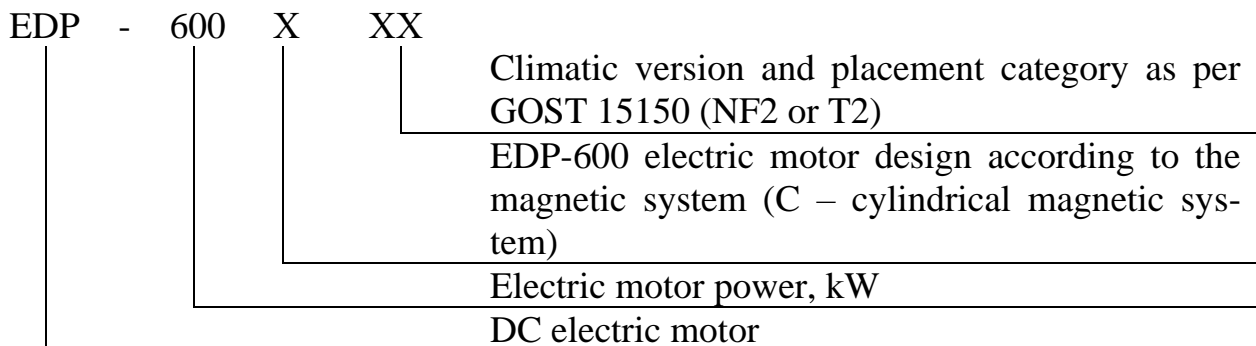 EDP - 600 X XX
Climatic version and placement category as per
GOST 15150 (NF2 or T2)
EDP-600 electric motor design according to the
magnetic system (C – cylindrical magnetic sys-
tem)
Electric motor power, kW
DC electric motor